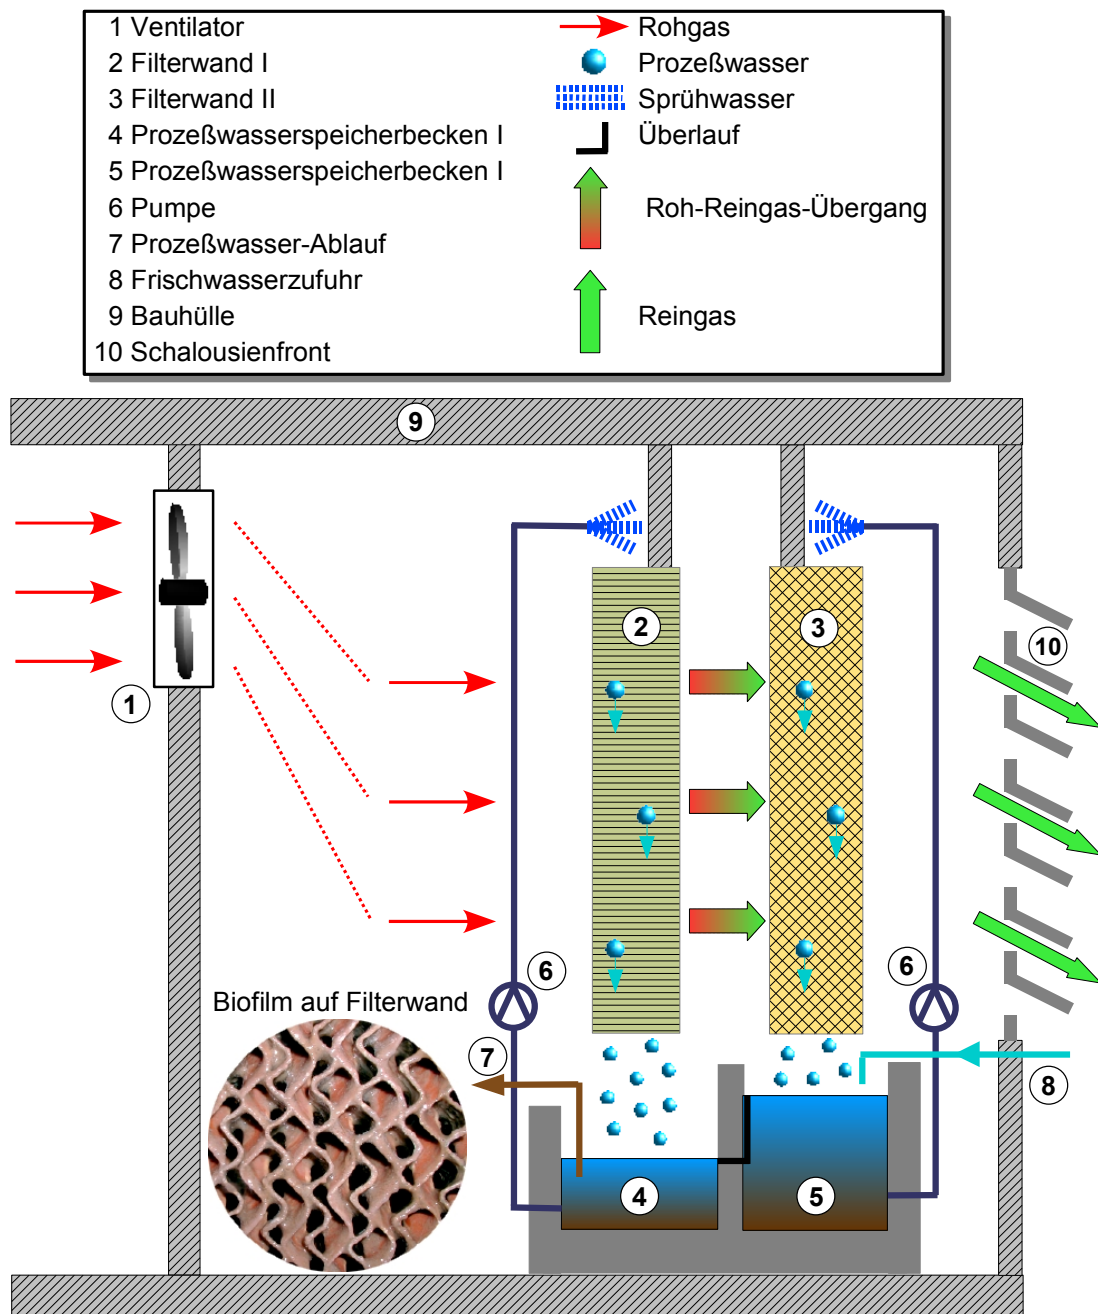 1 Ventilator
2 Filterwand I
3 Filterwand II
4 Prozeßwasserspeicherbecken I
5 Prozeßwasserspeicherbecken I
6 Pumpe
7 Prozeßwasser-Ablauf
8 Frischwasserzufuhr
9 Bauhülle
10 Schalousienfront
Rohgas
Prozeßwasser
Sprühwasser
Überlauf
Roh-Reingas-Übergang
Reingas
9
2
3
10
1
6
6
Biofilm auf Filterwand
7
8
4
5